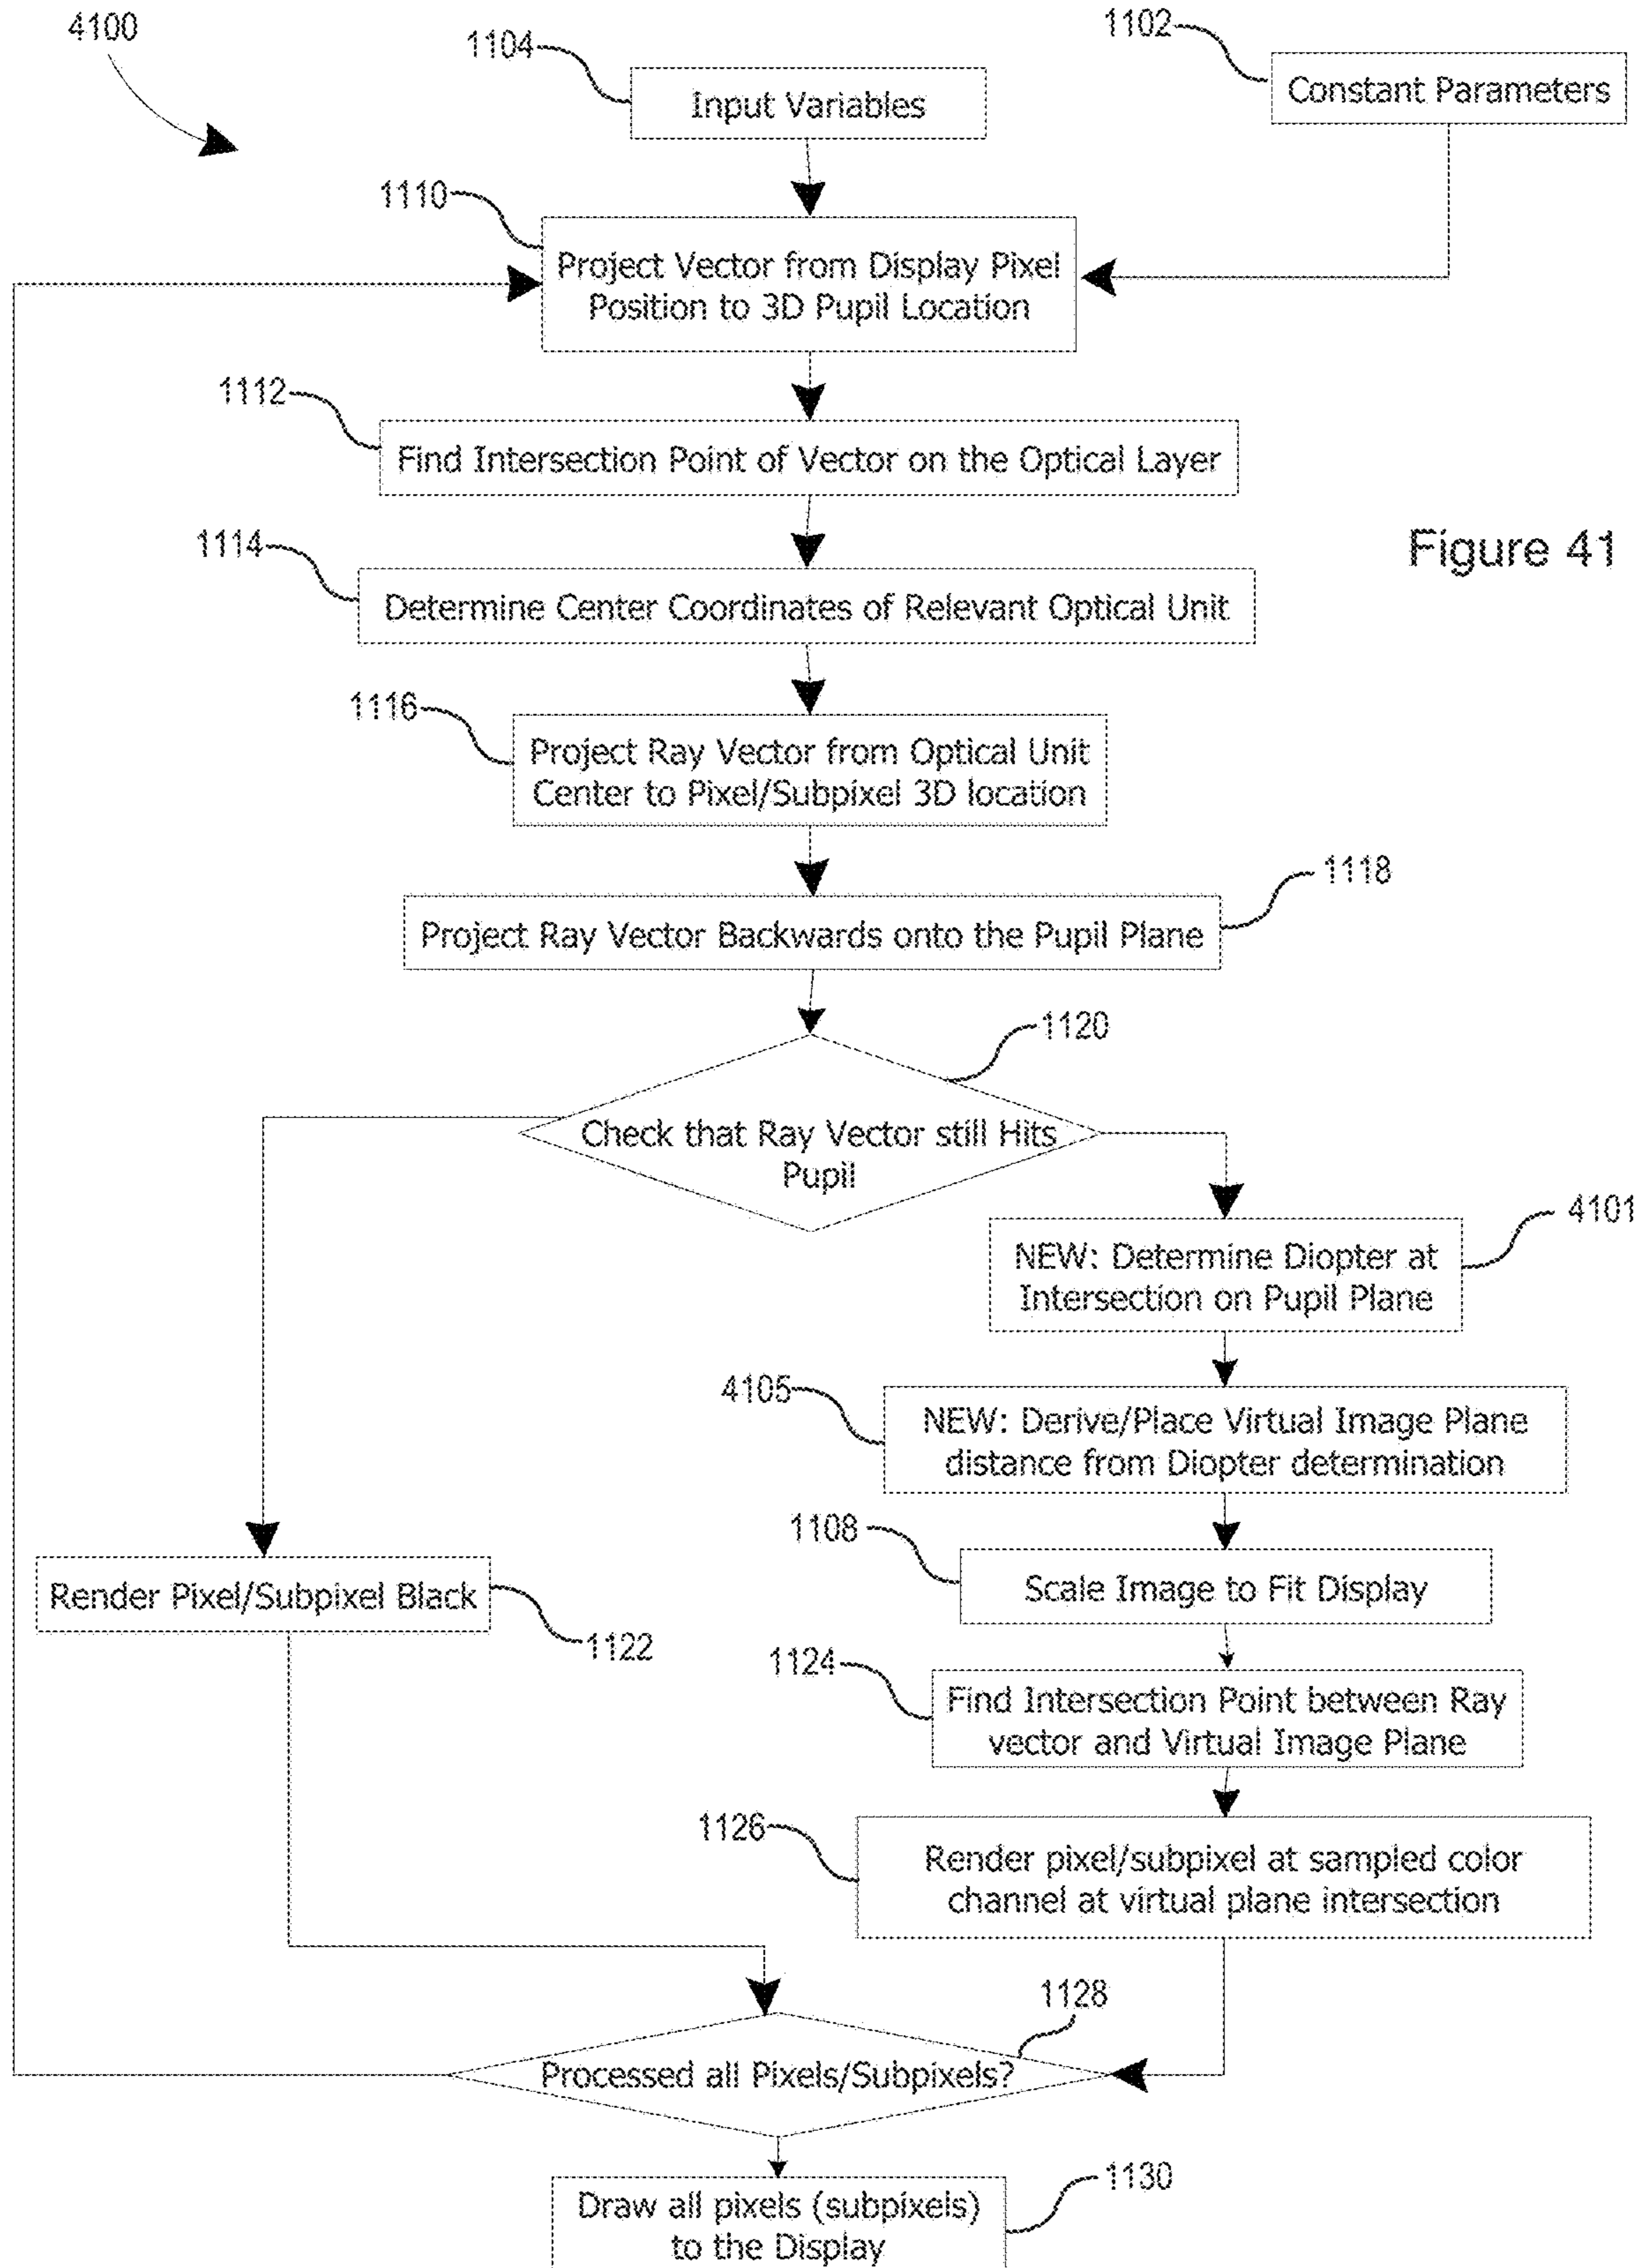 4100
1104
Input Variables
1102
Constant Parameters
1110
Project Vector from Display Pixel
Position to 3D Pupil Location
1112
Find Intersection Point of Vector on the Optical Layer
Figure 41
1114
Determine Center Coordinates of Relevant Optical Unit
1116
Project Ray Vector from Optical Unit
Center to Pixel/Subpixel 3D location
1118
Project Ray Vector Backwards onto the Pupil Plane
1120
Check that Ray Vector still Hits
Pupil
4101
NEW: Determine Diopter at
Intersection on Pupil Plane
4105
NEW: Derive/Place Virtual Image Plane
distance from Diopter determination
1108
Scale Image to Fit Display
Render Pixel/Subpixel Black
1122
1124
Find Intersection Point between Ray
vector and Virtual Image Plane
1126
Render pixel/subpixel at sampled color
channel at virtual plane intersection
1128
Processed all Pixels/Subpixels?
1130
Draw all pixels (subpixels)
to the Display